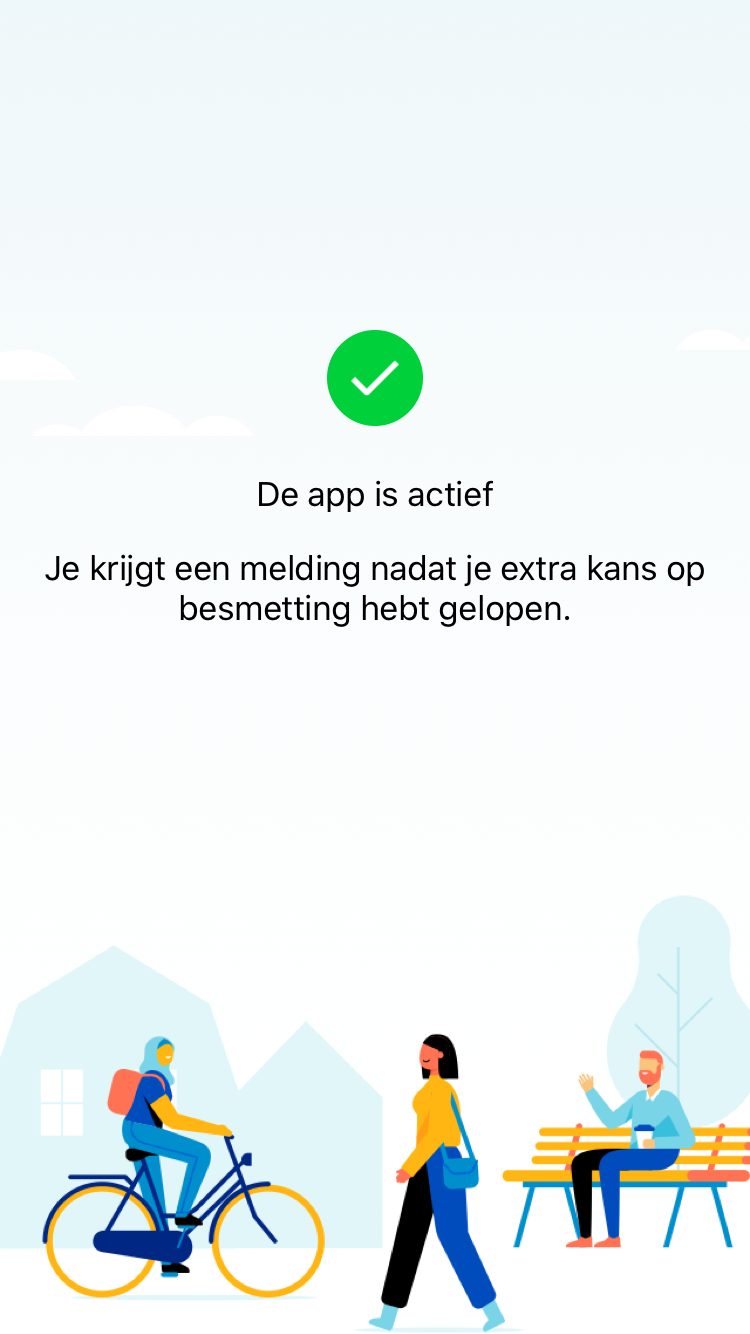 De app is actief
Je krijgt een melding nadat je extra kans op
besmetting hebt gelopen.